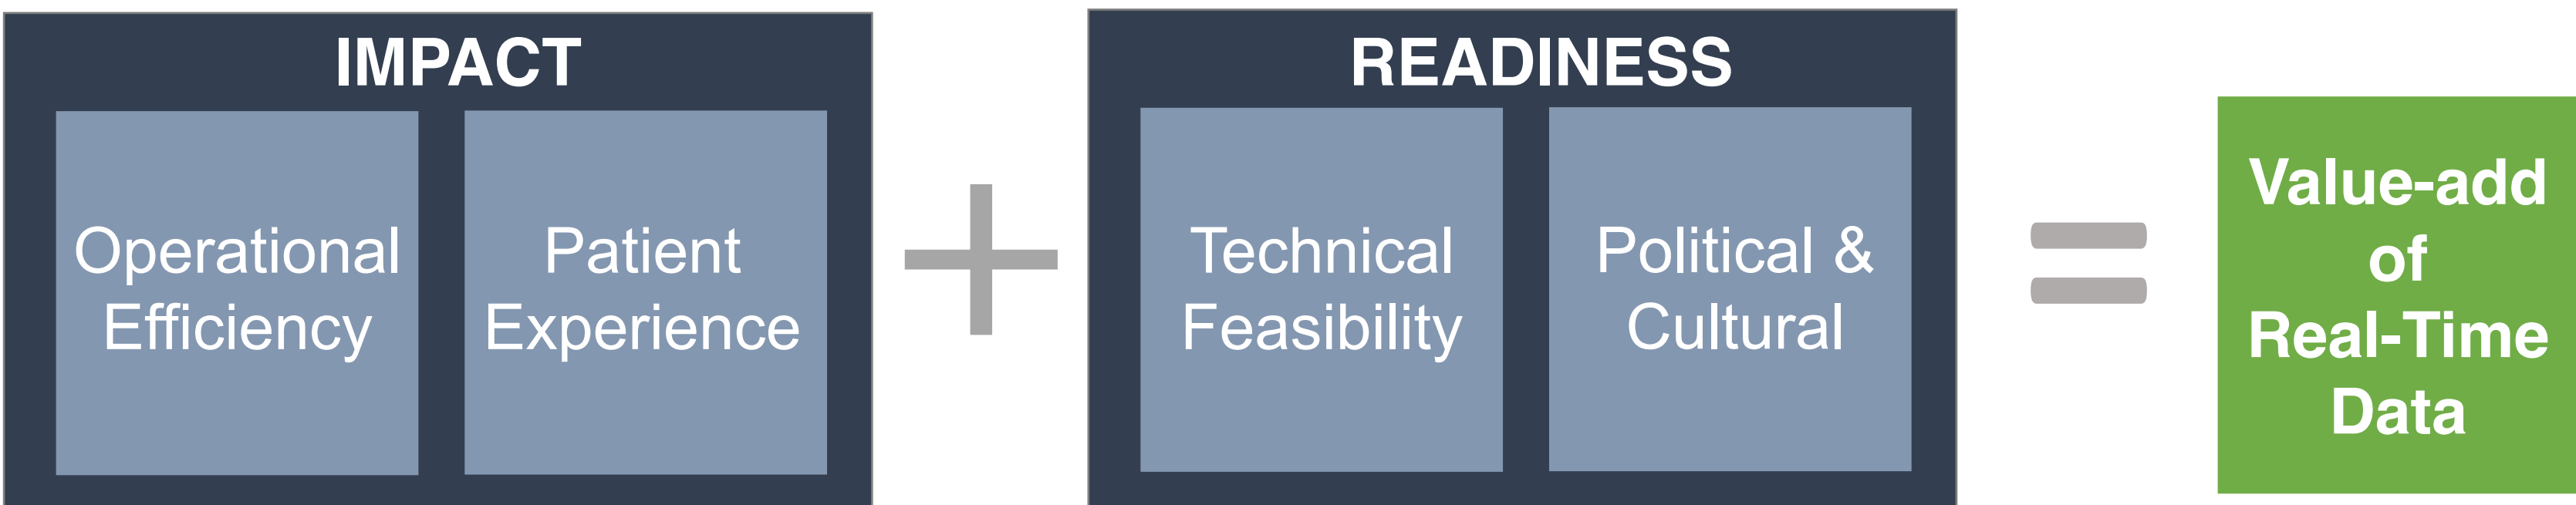 IMPACT
Operational
Efficiency
Patient
Experience
+
READINESS
Technical
Feasibility
Political &
Cultural
=
Value-add
of
Real-Time
Data